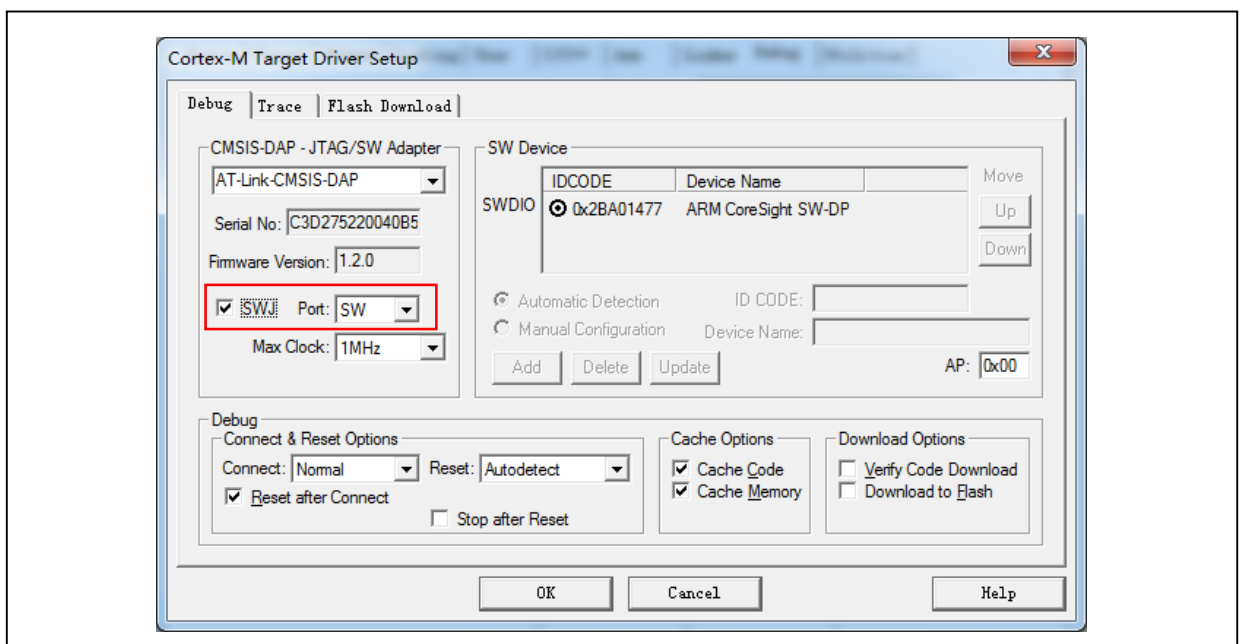 Cortex-M Target Driver Setup
Debug Trace Flash Download
CMSIS-DAP - JTAG/SW Adapter
AT-Link-CMSIS-DAP
Serial No: C3D275220040B5
Firmware Version: 1.2.0
SWJ Port: SW
Max Clock: 1MHz
SW Device
IDCODE Device Name
SWDIO 0x2BA01477 ARM CoreSight SW-DP
Move
Up
Down
Automatic Detection ID CODE:
Manual Configuration Device Name:
Add Delete Update AP: 0x00
Debug
Connect & Reset Options
Connect: Normal Reset: Autodetect
Reset after Connect
Stop after Reset
Cache Options
Cache Code
Cache Memory
Download Options
Verify Code Download
Download to Flash
OK Cancel Help